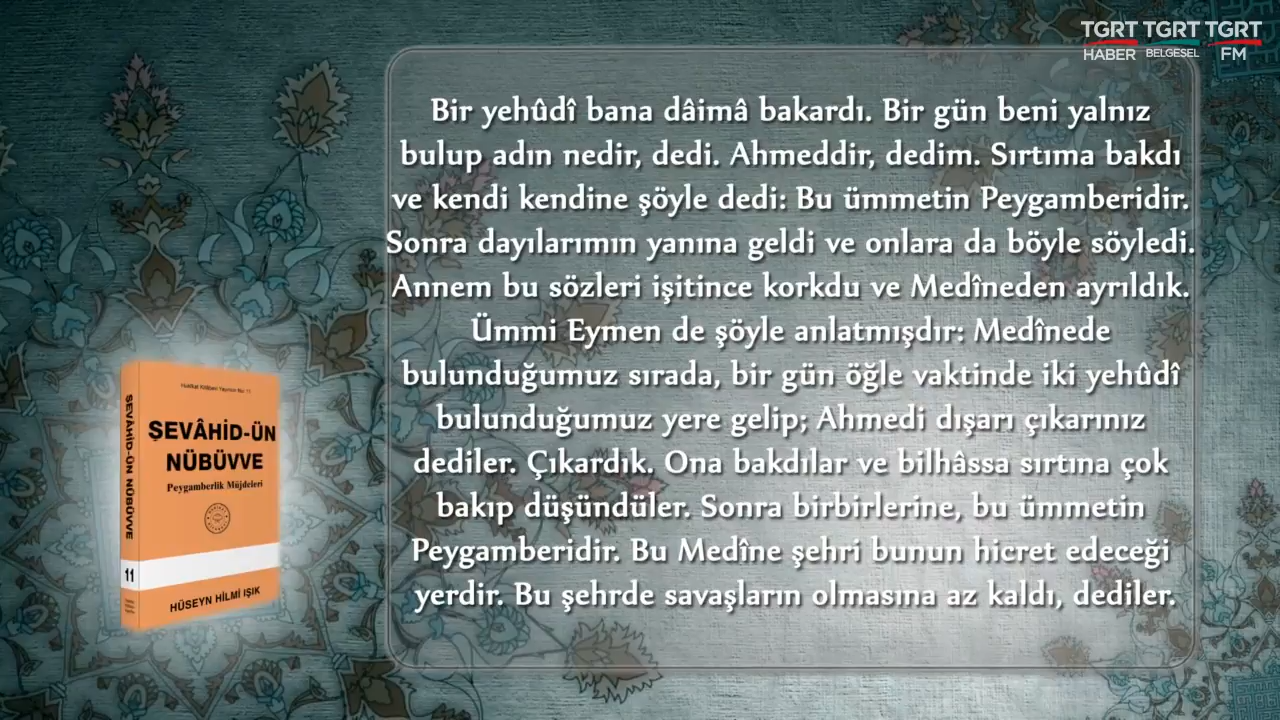 TGRT HABER
TGRT BELGESEL
TGRT FM
Bir yehûdî bana dâimâ bakardı. Bir gün beni yalnız
bulup adın nedir, dedi. Ahmeddir, dedim. Sırtıma bakdı
ve kendi kendine şöyle dedi: Bu ümmetin Peygamberidir.
Sonra dayılarımın yanına geldi ve onlara da böyle söyledi.
Annem bu sözleri işitince korkdu ve Medîneden ayrıldık.
Ümmi Eymen de şöyle anlatmışdır: Medînede
bulunduğumuz sırada, bir gün öğle vaktinde iki yehûdî
bulunduğumuz yere gelip; Ahmedi dışarı çıkarınız
dediler. Çıkardık. Ona bakdılar ve bilhâssa sırtına çok
bakıp düşündüler. Sonra birbirlerine, bu ümmetin
Peygamberidir. Bu Medîne şehri bunun hicret edeceği
yerdir. Bu şehrde savaşların olmasına az kaldı, dediler.
Hakîkat Kitâbevi Yayınları No: 11
ŞEVÂHİD-ÜN
NÜBÜVVE
Peygamberlik Müjdeleri
HÜSEYN HİLMİ IŞIK
ŞEVÂHİD-ÜN NÜBÜVVE
11